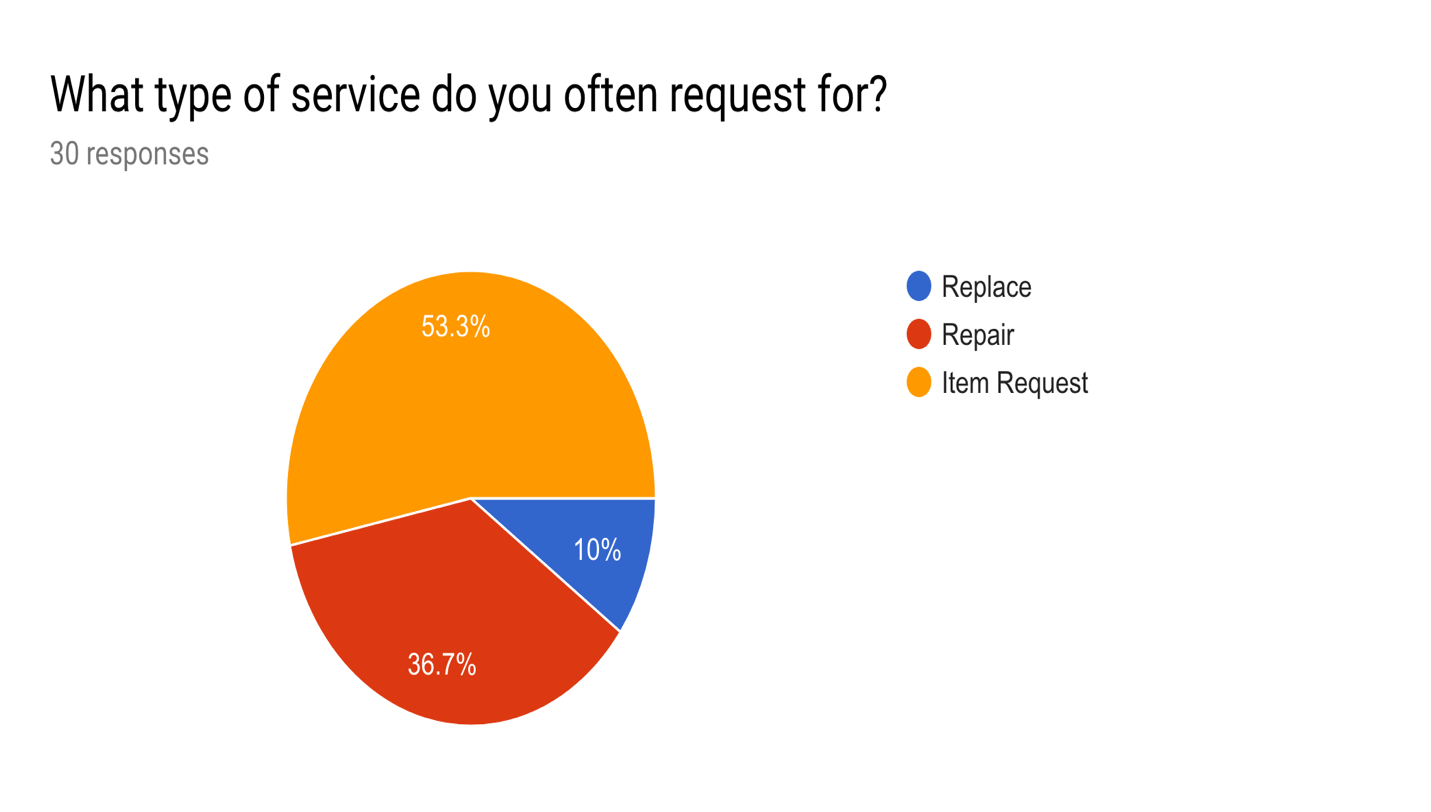 What type of service do you often request for?
30 responses
53.3%
10%
36.7%
Replace
Repair
Item Request